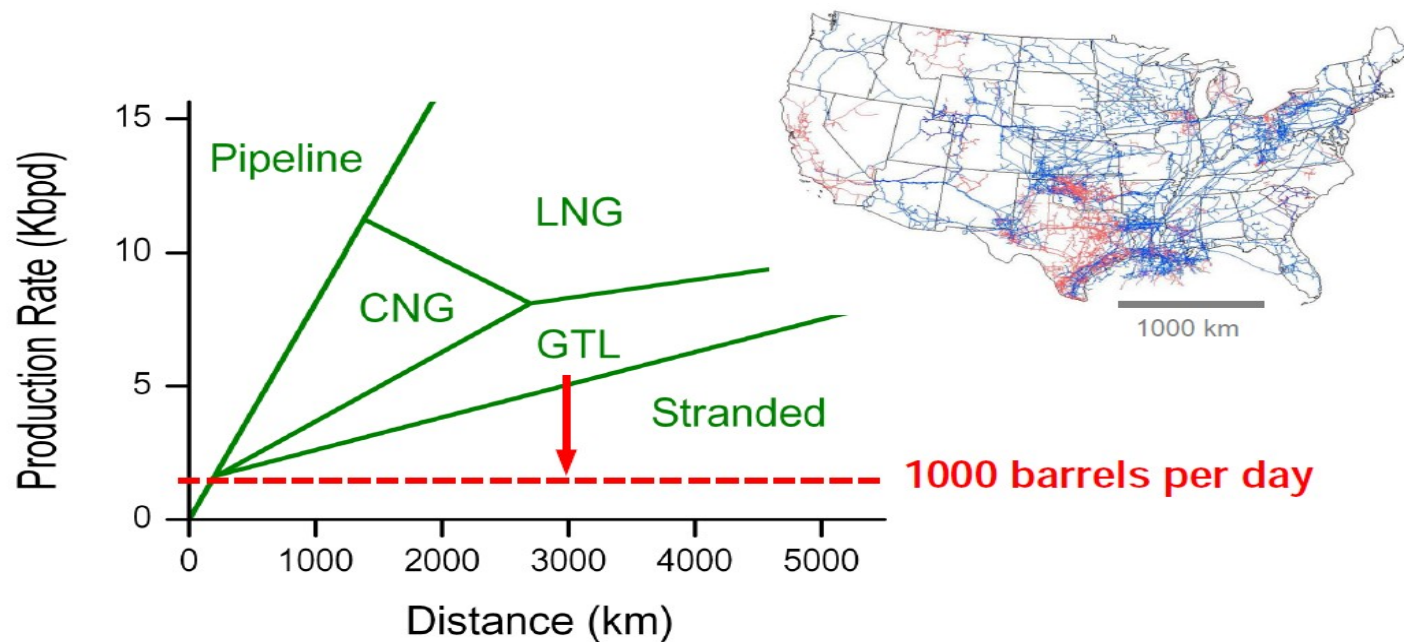 Production Rate (Kbpd)
15
10
5
0
Pipeline
LNG
CNG
GTL
Stranded
1000 barrels per day
0
1000
2000
3000
4000
5000
Distance (km)
1000 km